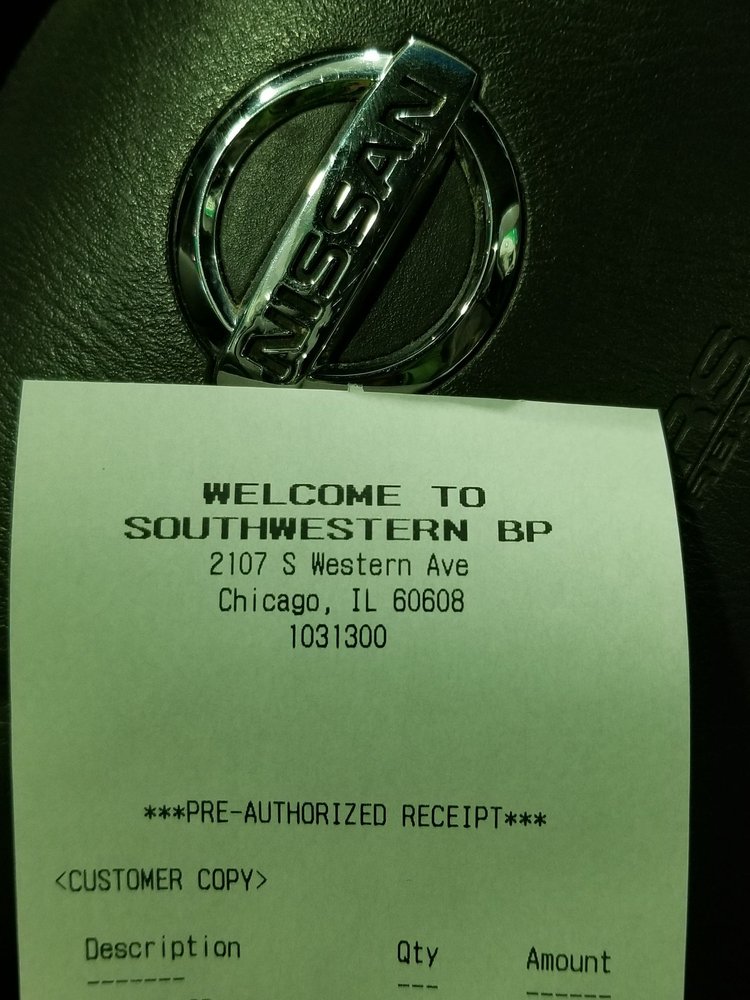 NISSAN
WELCOME TO
SOUTHWESTERN BP
2107 S Western Ave
Chicago, IL 60608
1031300
***PRE-AUTHORIZED RECEIPT***
<CUSTOMER COPY>
Description Qty Amount
------- --- ------